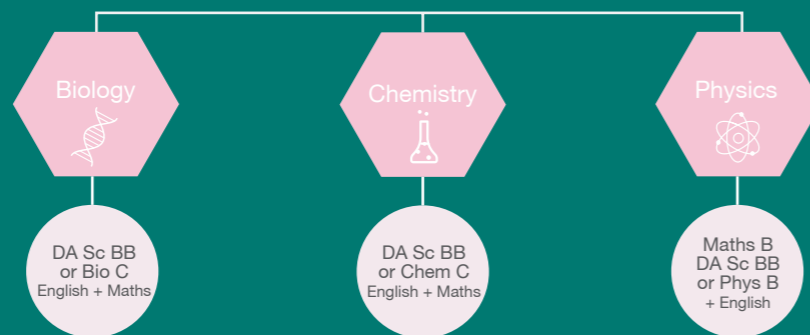 Biology
DA Sc BB
or Bio C
English + Maths
Chemistry
DA Sc BB
or Chem C
English + Maths
Physics
Maths B
DA Sc BB
or Phys B
+ English